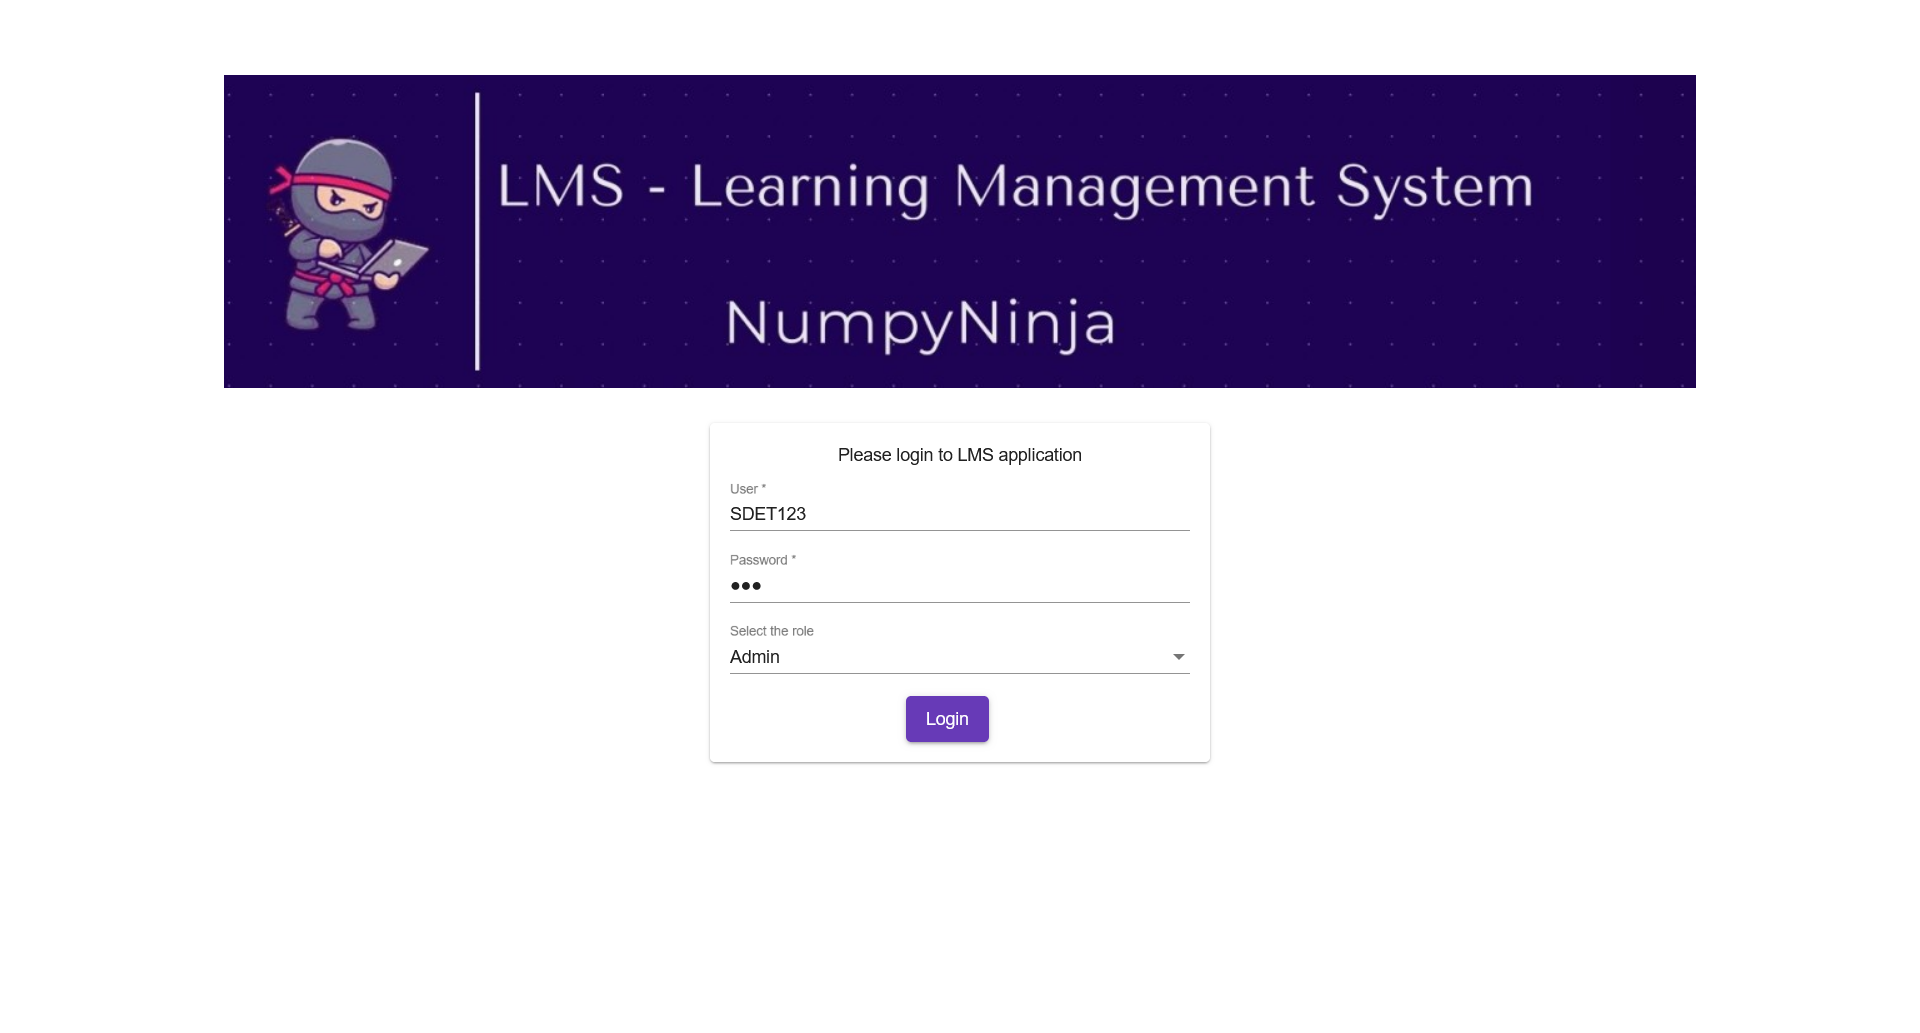 LMS - Learning Management System
NumpyNinja
Please login to LMS application
User *
SDET123
Password *
•••
Select the role
Admin
Login